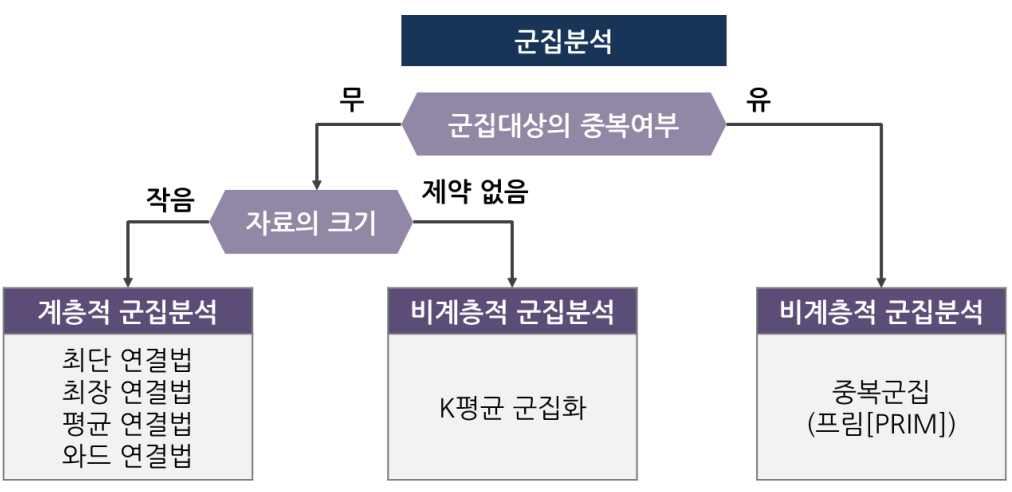 군집분석
무
군집대상의 중복여부
유
작음
자료의 크기
제약 없음
계층적 군집분석
최단 연결법
최장 연결법
평균 연결법
와드 연결법
비계층적 군집분석
K평균 군집화
비계층적 군집분석
중복군집
(프림[PRIM])